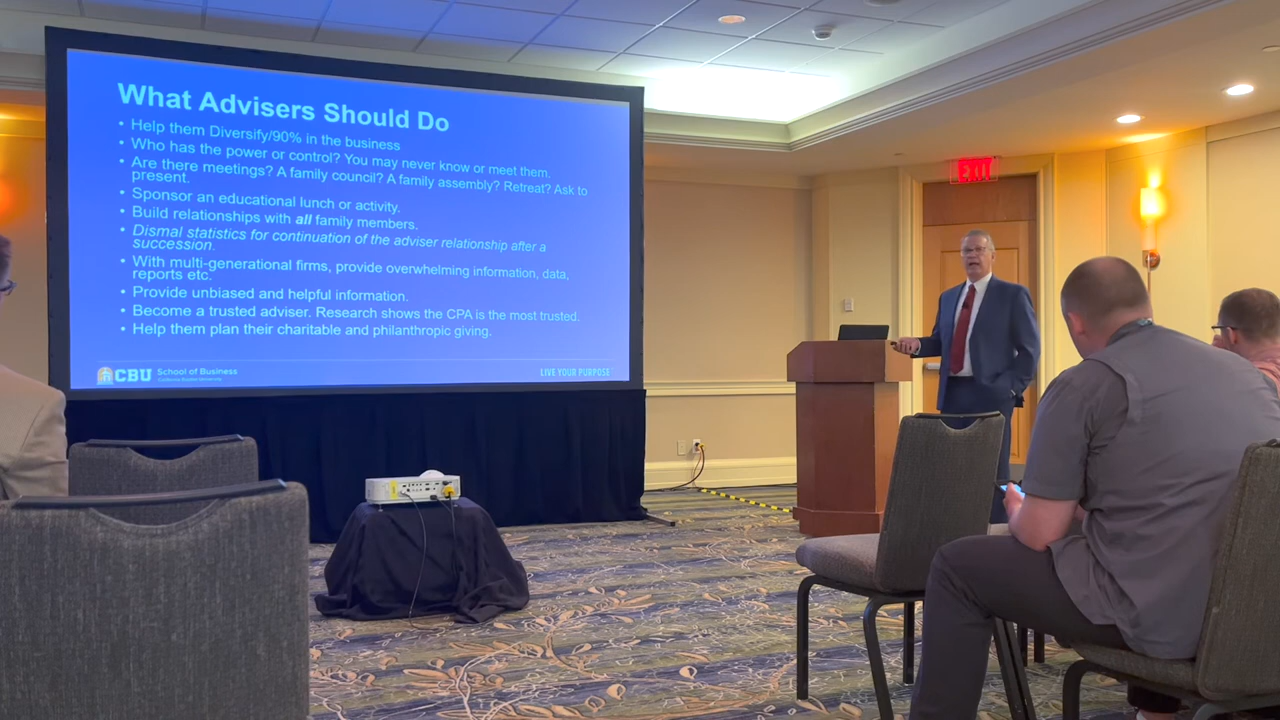 What Advisers Should Do
• Help them Diversify/90% in the business
• Who has the power or control? You may never know or meet them.
• Are there meetings? A family council? A family assembly? Retreat? Ask to
present.
• Sponsor an educational lunch or activity.
• Build relationships with all family members.
• Dismal statistics for continuation of the adviser relationship after a
succession.
• With multi-generational firms, provide overwhelming information, data,
reports etc.
• Provide unbiased and helpful information.
• Become a trusted adviser. Research shows the CPA is the most trusted.
• Help them plan their charitable and philanthropic giving.
CBU School of Business
California Baptist University
LIVE YOUR PURPOSE
EXIT